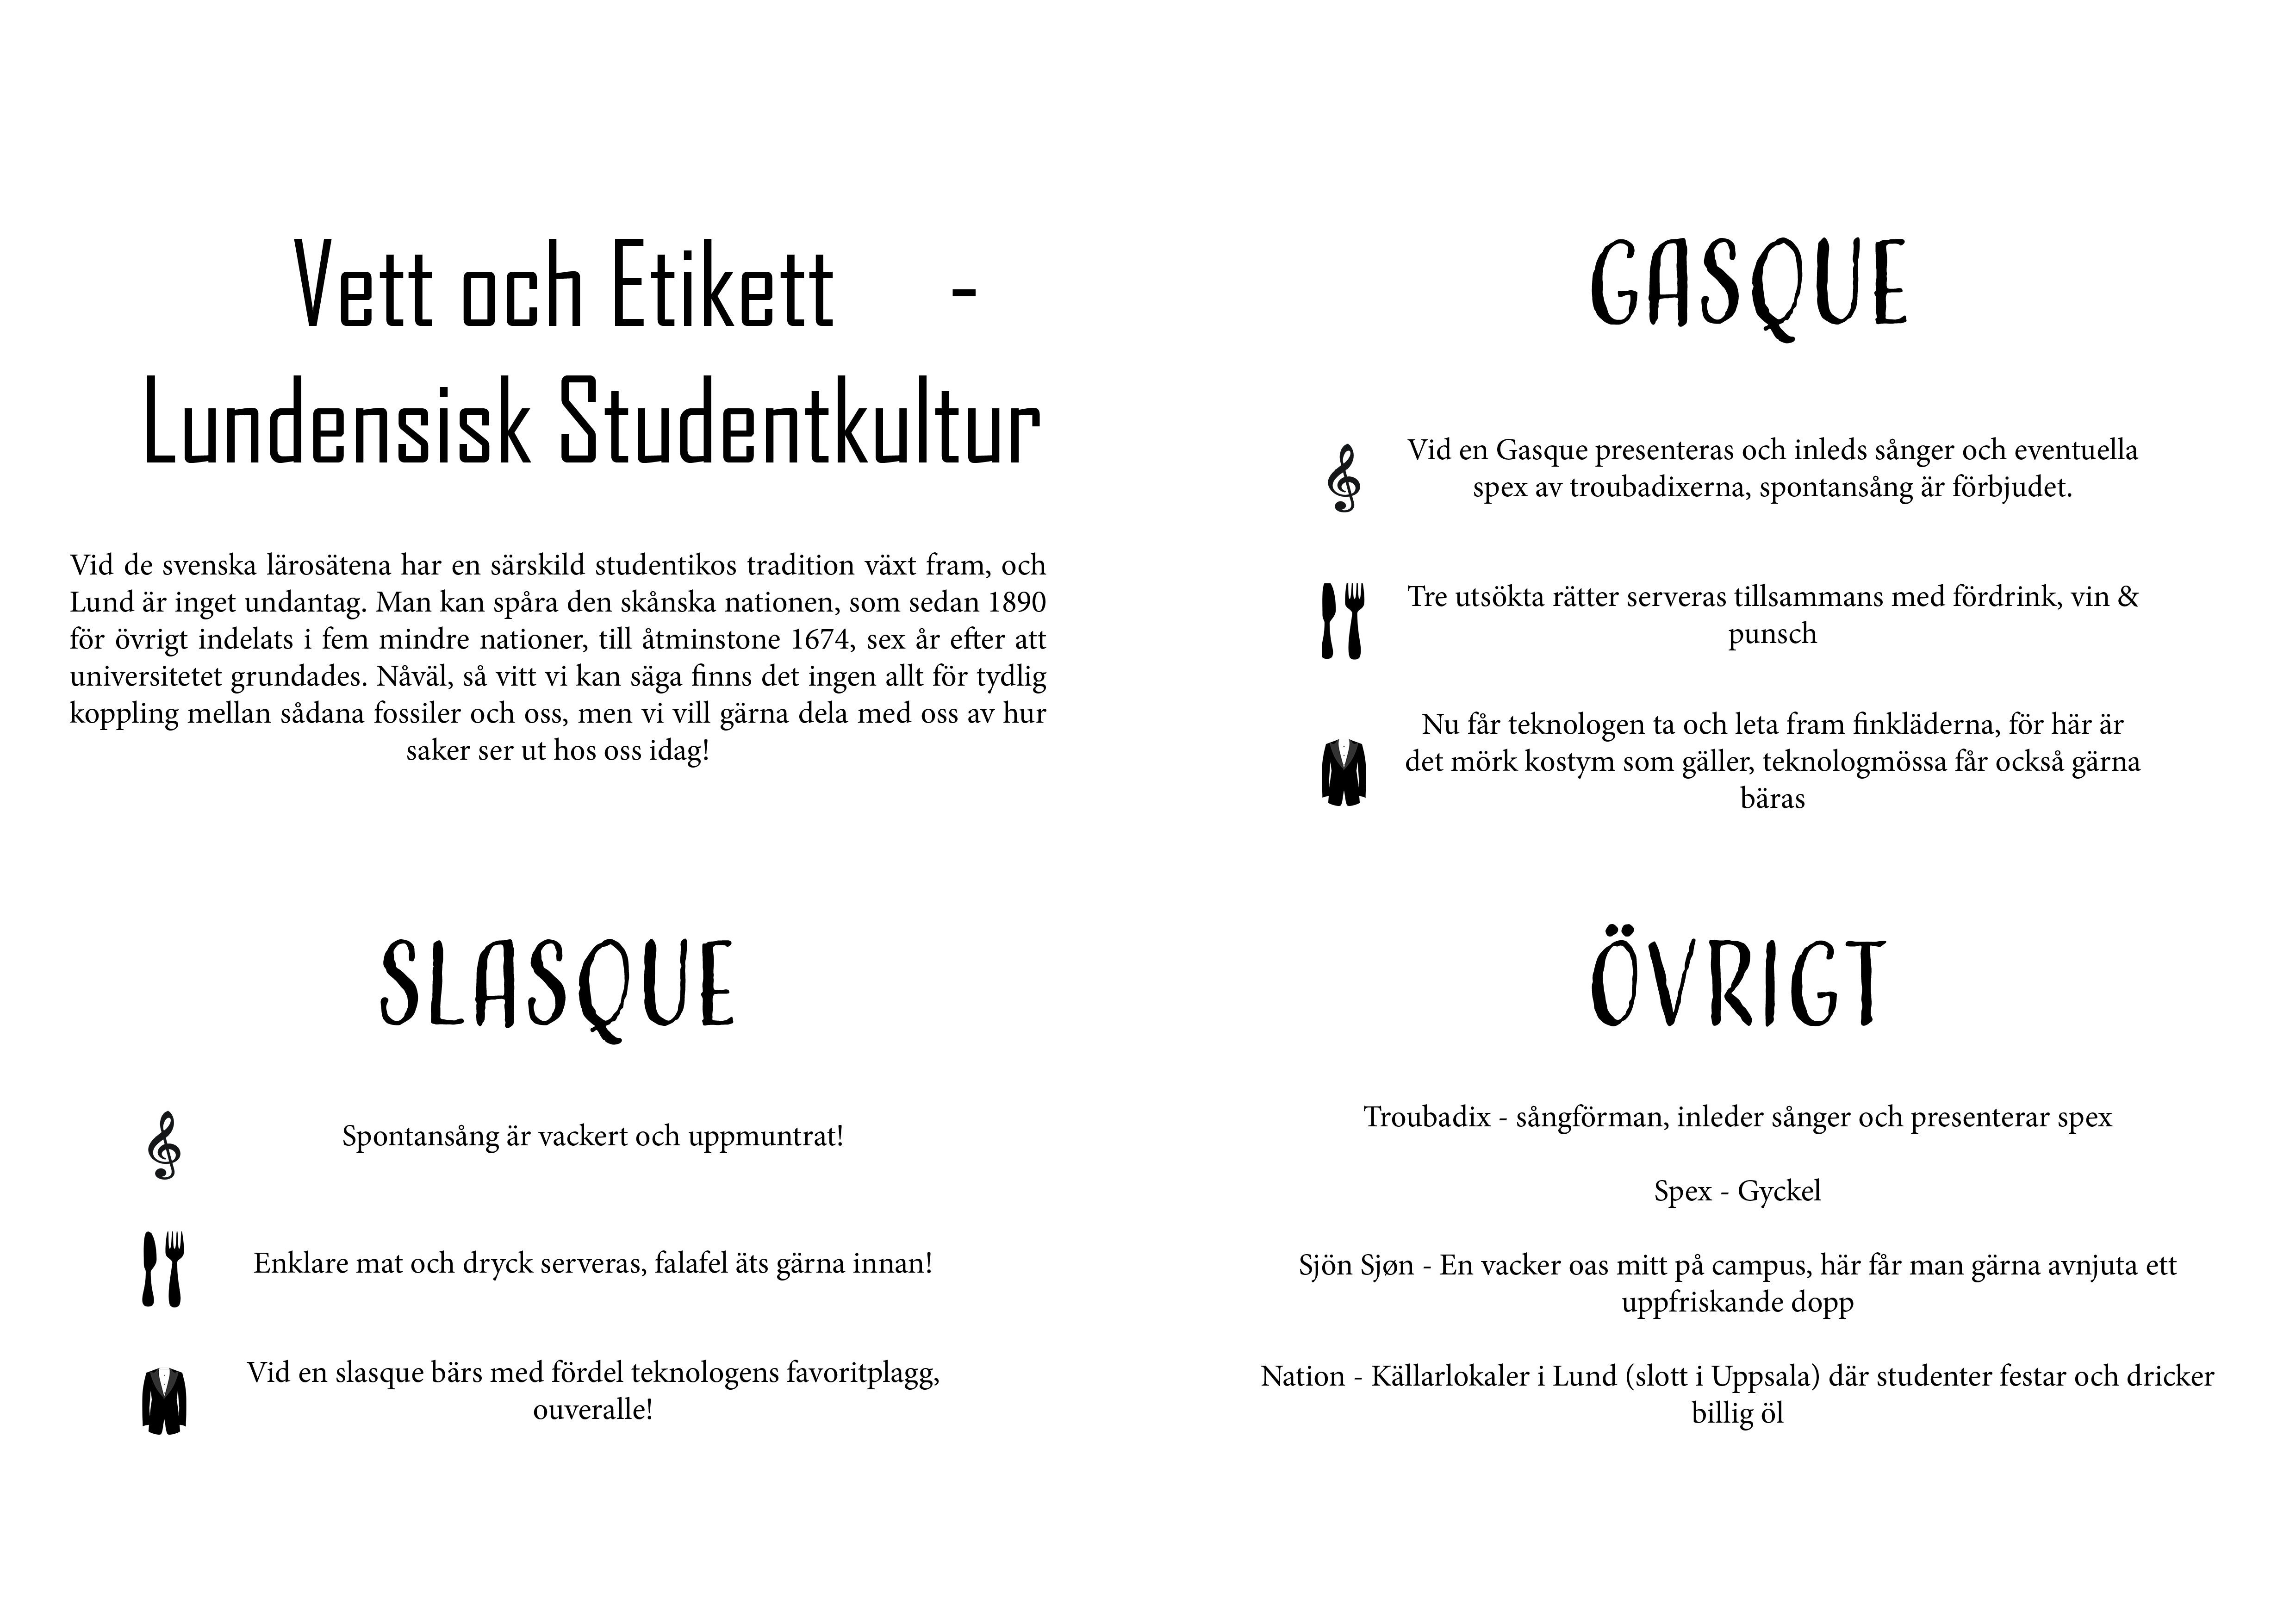 Vett och Etikett -
Lundensisk Studentkultur
Vid de svenska lärosätena har en särskild studentikos tradition växt fram, och
Lund är inget undantag. Man kan spåra den skånska nationen, som sedan 1890
för övrigt indelats i fem mindre nationer, till åtminstone 1674, sex år efter att
universitetet grundades. Nåväl, så vitt vi kan säga finns det ingen allt för tydlig
koppling mellan sådana fossiler och oss, men vi vill gärna dela med oss av hur
saker ser ut hos oss idag!
SLASQUE
Spontansång är vackert och uppmuntrat!
Enklare mat och dryck serveras, falafel äts gärna innan!
Vid en slasque bärs med fördel teknologens favoritplagg,
ouveralle!
GASQUE
Vid en Gasque presenteras och inleds sånger och eventuella
spex av troubadixerna, spontansång är förbjudet.
Tre utsökta rätter serveras tillsammans med fördrink, vin &
punsch
Nu får teknologen ta och leta fram finkläderna, för här är
det mörk kostym som gäller, teknologmössa får också gärna
bäras
ÖVRIGT
Troubadix - sångförman, inleder sånger och presenterar spex
Spex - Gyckel
Sjön Sjøn - En vacker oas mitt på campus, här får man gärna avnjuta ett
uppfriskande dopp
Nation - Källarlokaler i Lund (slott i Uppsala) där studenter festar och dricker
billig öl